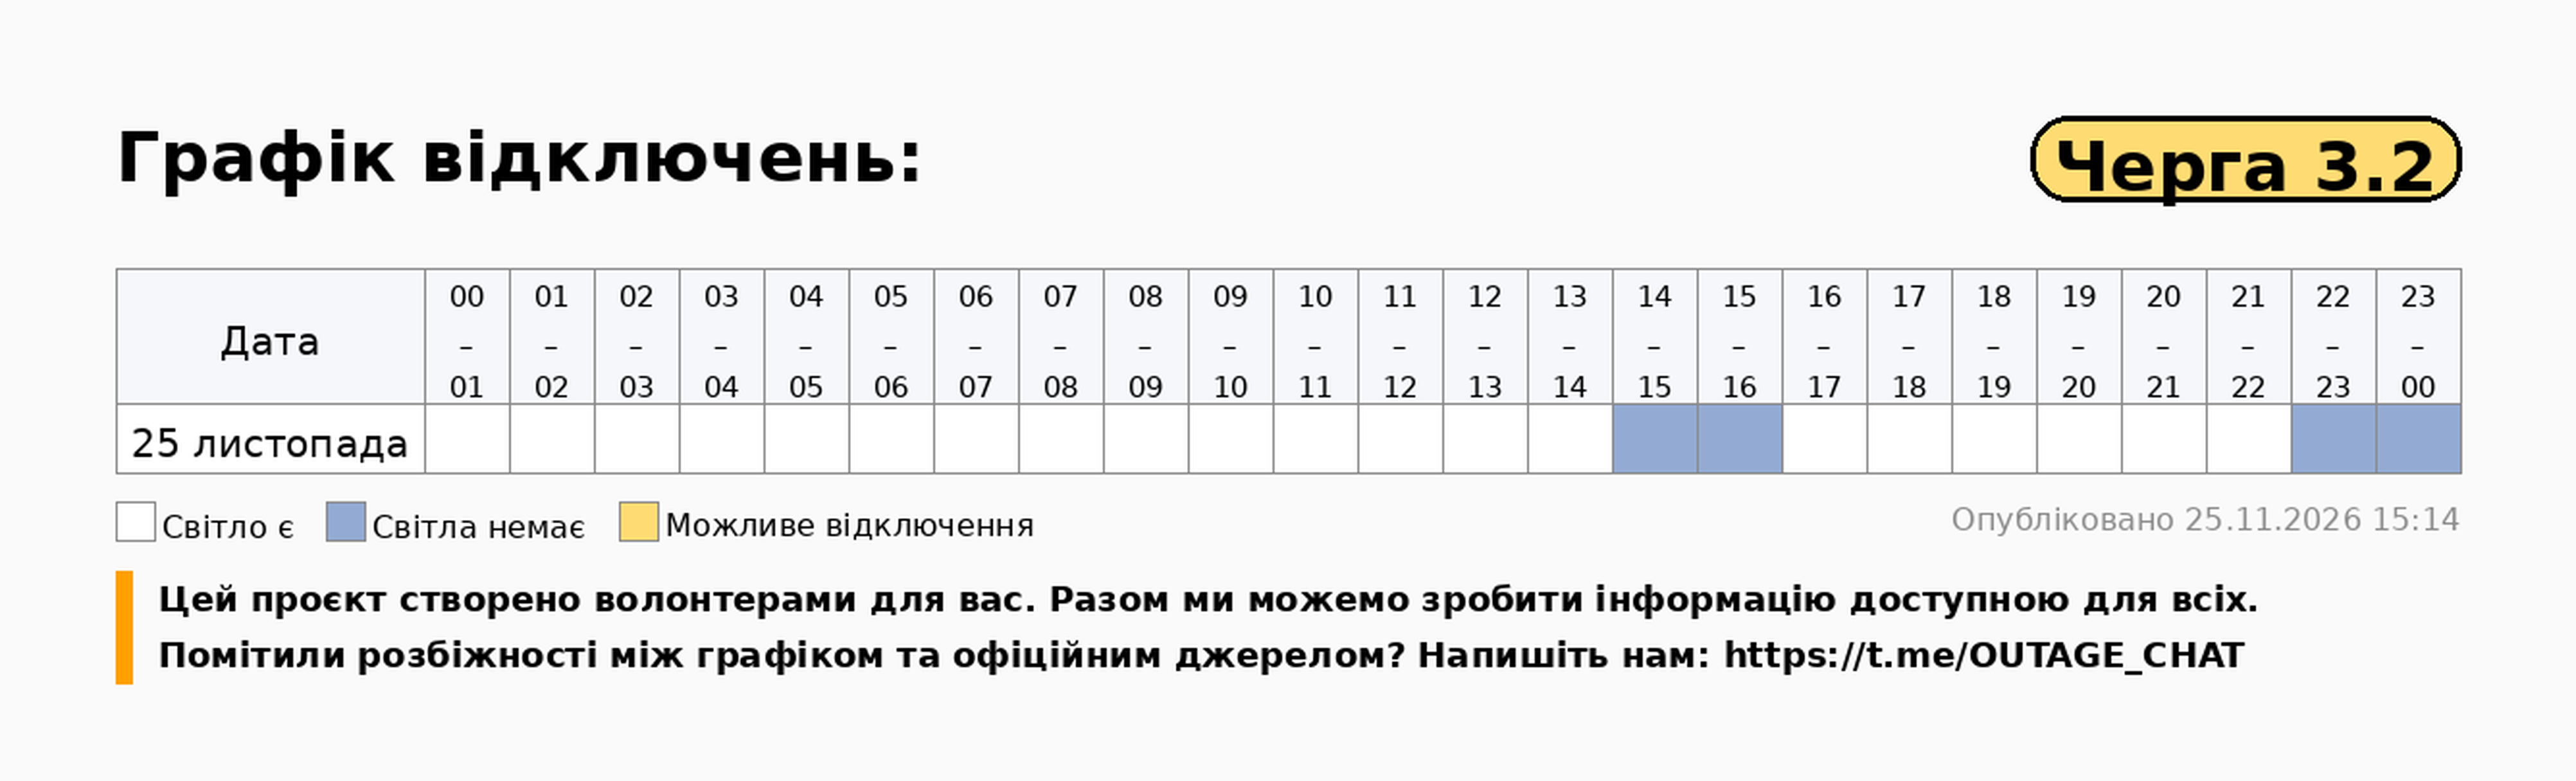 Графік відключень:
Черга 3.2
Дата
00 – 01
01 – 02
02 – 03
03 – 04
04 – 05
05 – 06
06 – 07
07 – 08
08 – 09
09 – 10
10 – 11
11 – 12
12 – 13
13 – 14
14 – 15
15 – 16
16 – 17
17 – 18
18 – 19
19 – 20
20 – 21
21 – 22
22 – 23
23 – 00
25 листопада
Світло є
Світла немає
Можливе відключення
Опубліковано 25.11.2026 15:14
Цей проєкт створено волонтерами для вас. Разом ми можемо зробити інформацію доступною для всіх.
Помітили розбіжності між графіком та офіційним джерелом? Напишіть нам: https://t.me/OUTAGE_CHAT